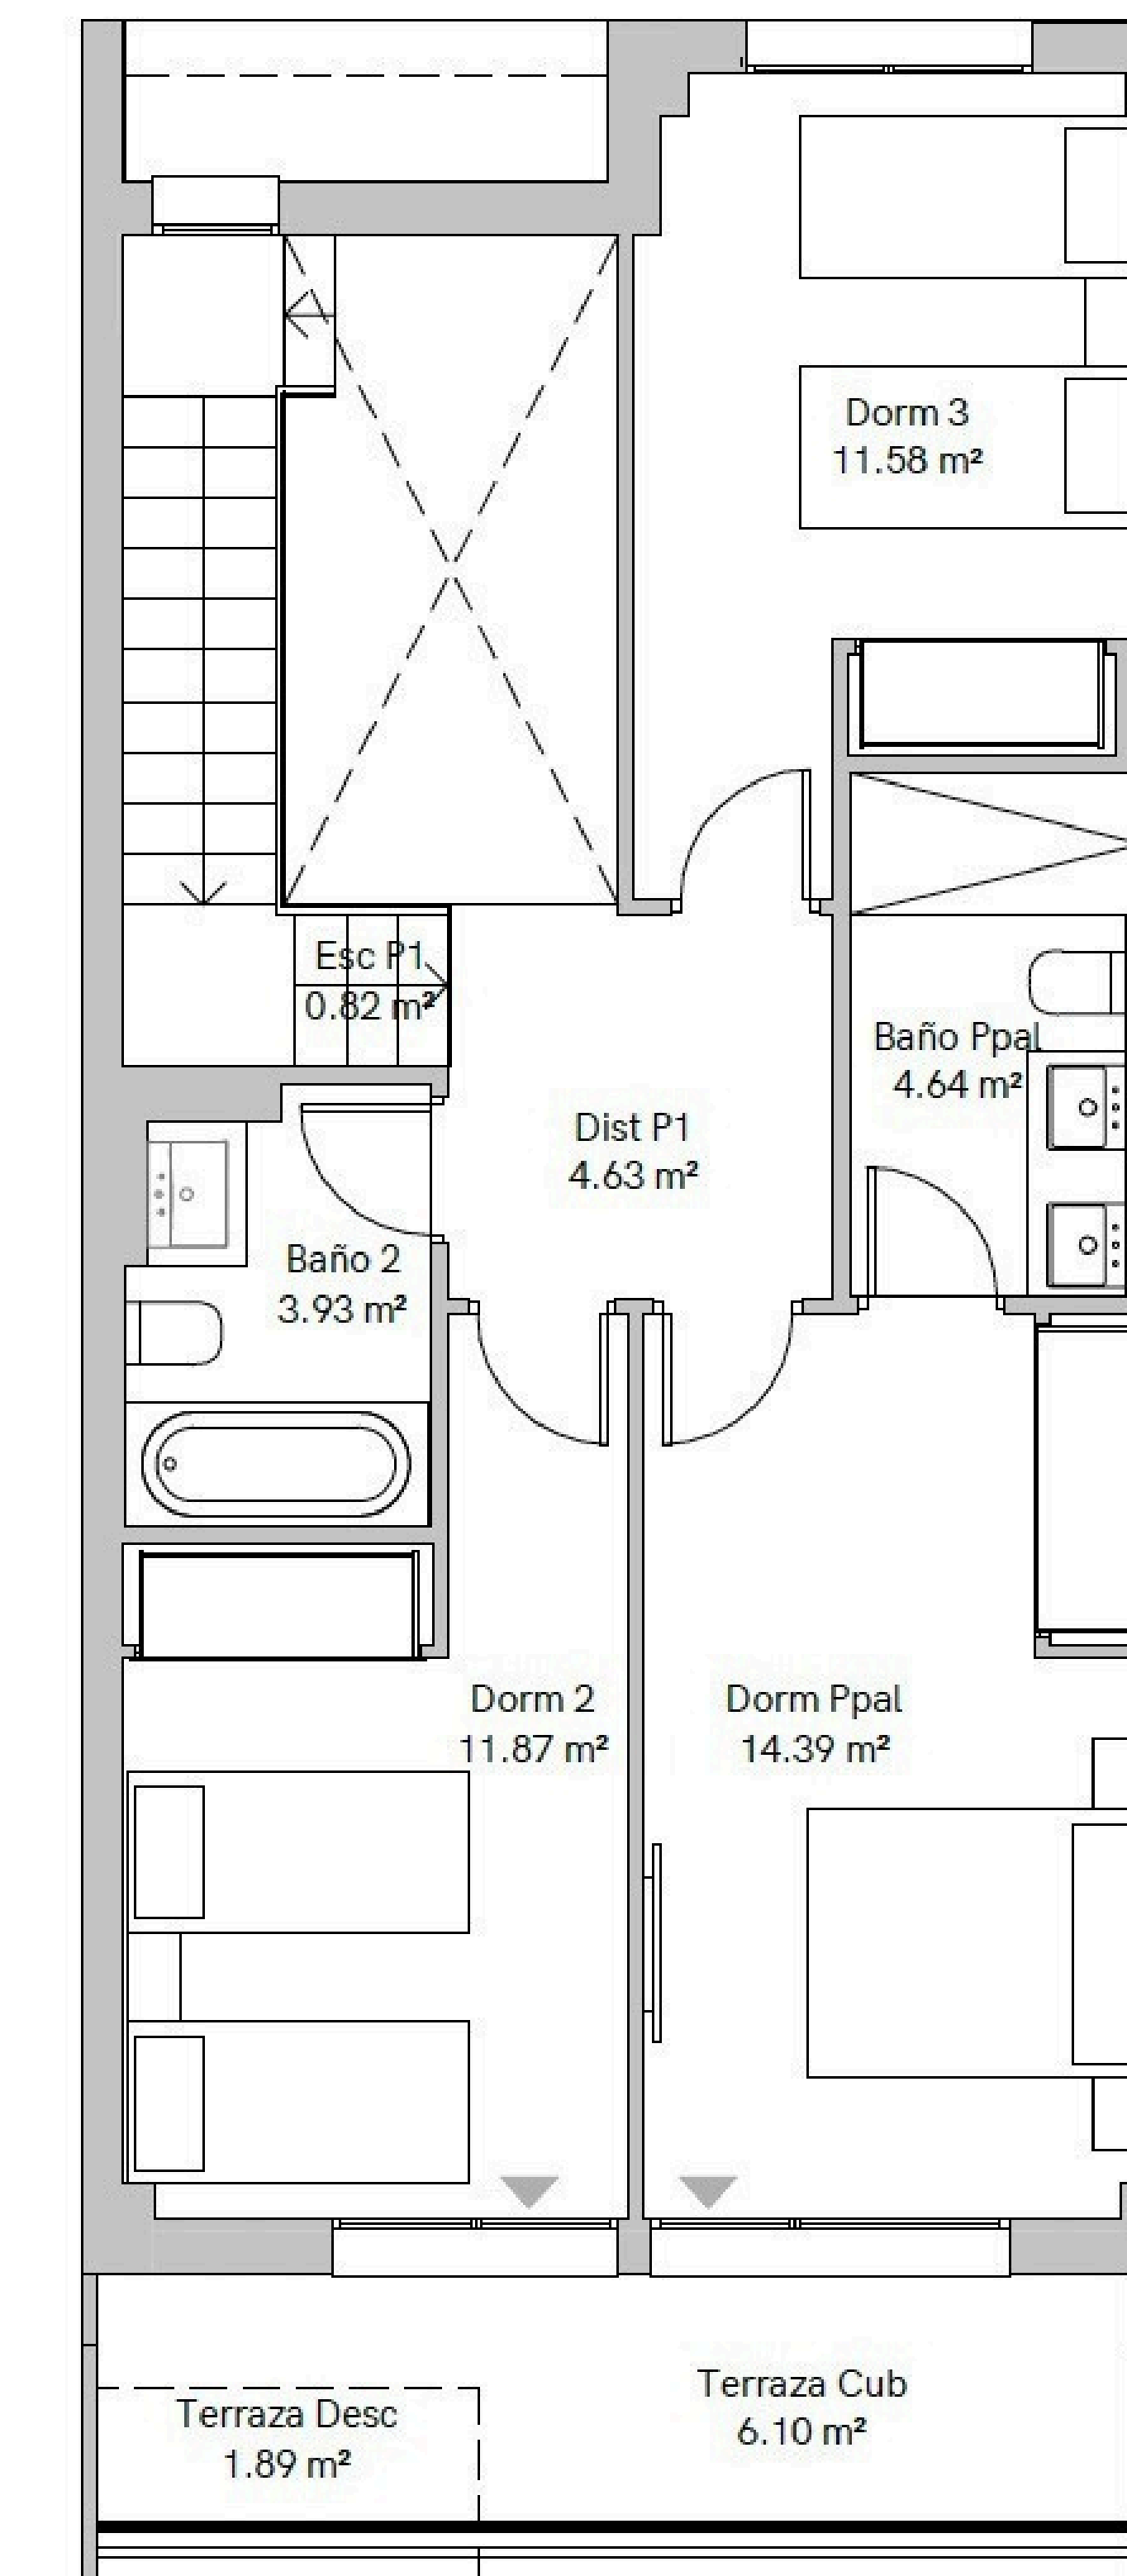 Dorm 3
11.58 m²
Esc P1
0.82 m²
Baño Ppal
4.64 m²
Dist P1
4.63 m²
Baño 2
3.93 m²
Dorm 2
11.87 m²
Dorm Ppal
14.39 m²
Terraza Cub
6.10 m²
Terraza Desc
1.89 m²